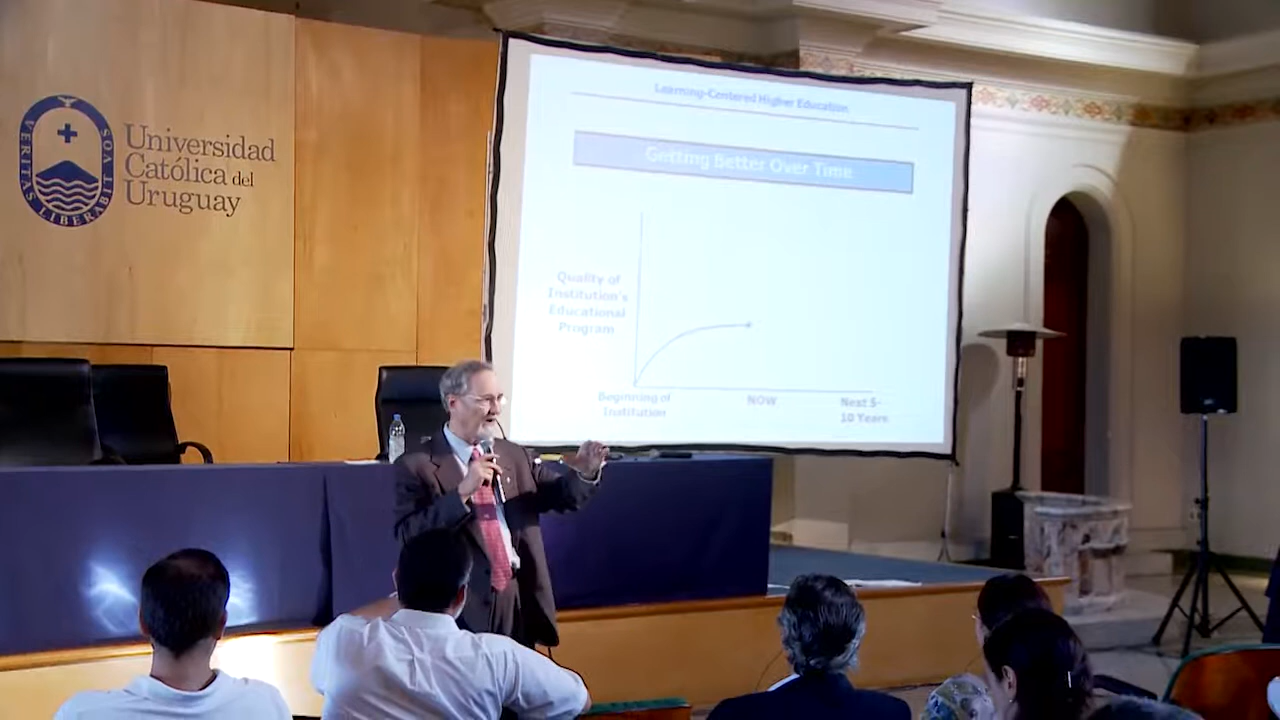 VERITAS LIBERABIT VOS
Universidad
Católica del
Uruguay
Learning-Centered Higher Education
Getting Better Over Time
Quality of
Institution's
Educational
Program
Beginning of
Institution
NOW
Next 5-
10 Years